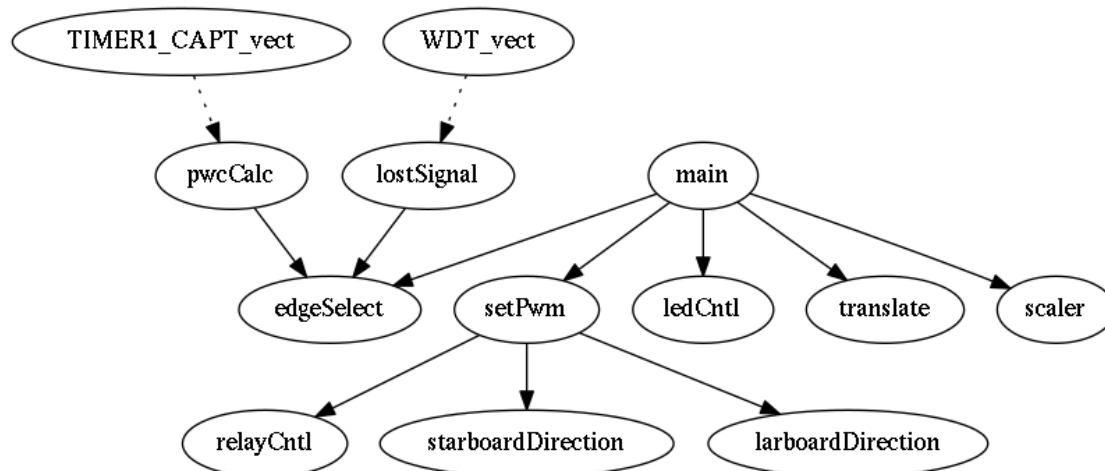 TIMER1_CAPT_vect
WDT_vect
pwcCalc
lostSignal
main
edgeSelect
setPwm
ledCntl
translate
scaler
relayCntl
starboardDirection
larboardDirection